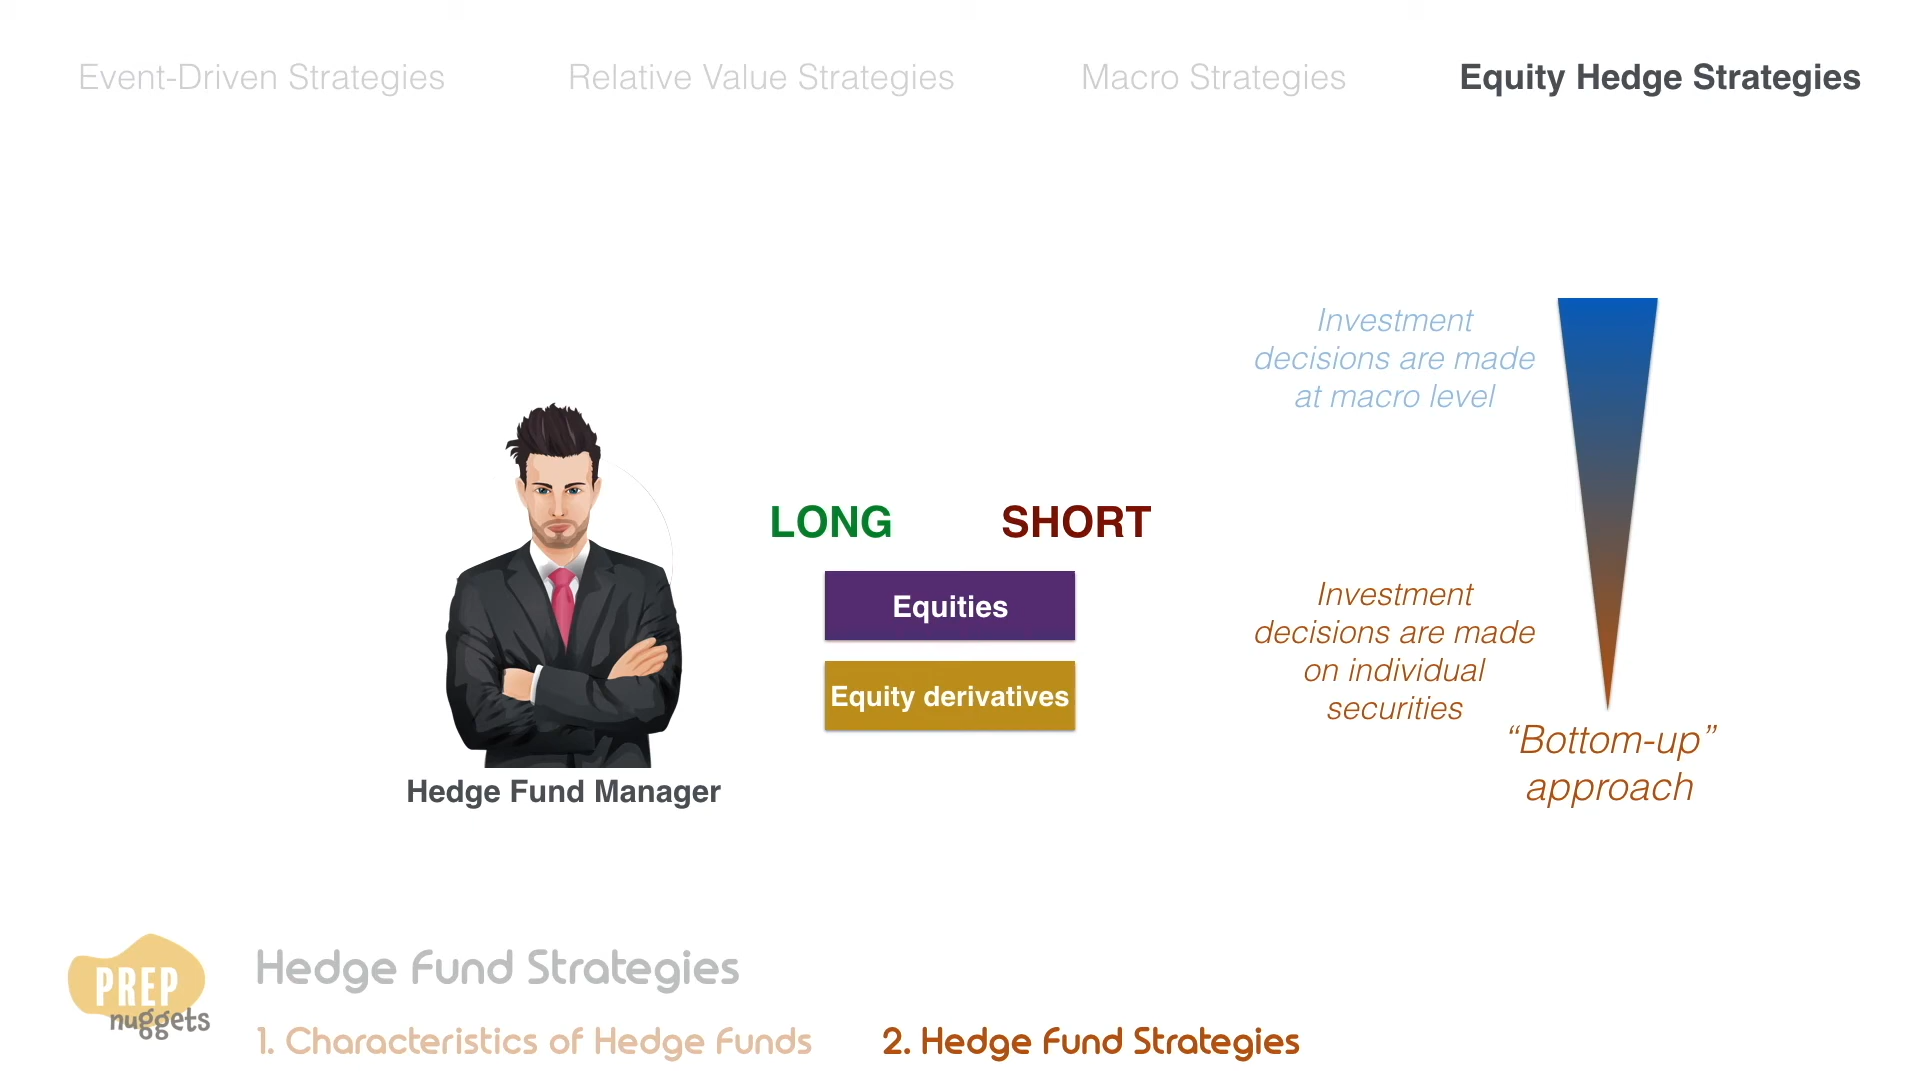 Event-Driven Strategies
Relative Value Strategies
Macro Strategies
Equity Hedge Strategies
Investment
decisions are made
at macro level
LONG
SHORT
Equities
Equity derivatives
Hedge Fund Manager
Investment
decisions are made
on individual
securities
“Bottom-up”
approach
PREP
nuggets
Hedge Fund Strategies
1. Characteristics of Hedge Funds
2. Hedge Fund Strategies